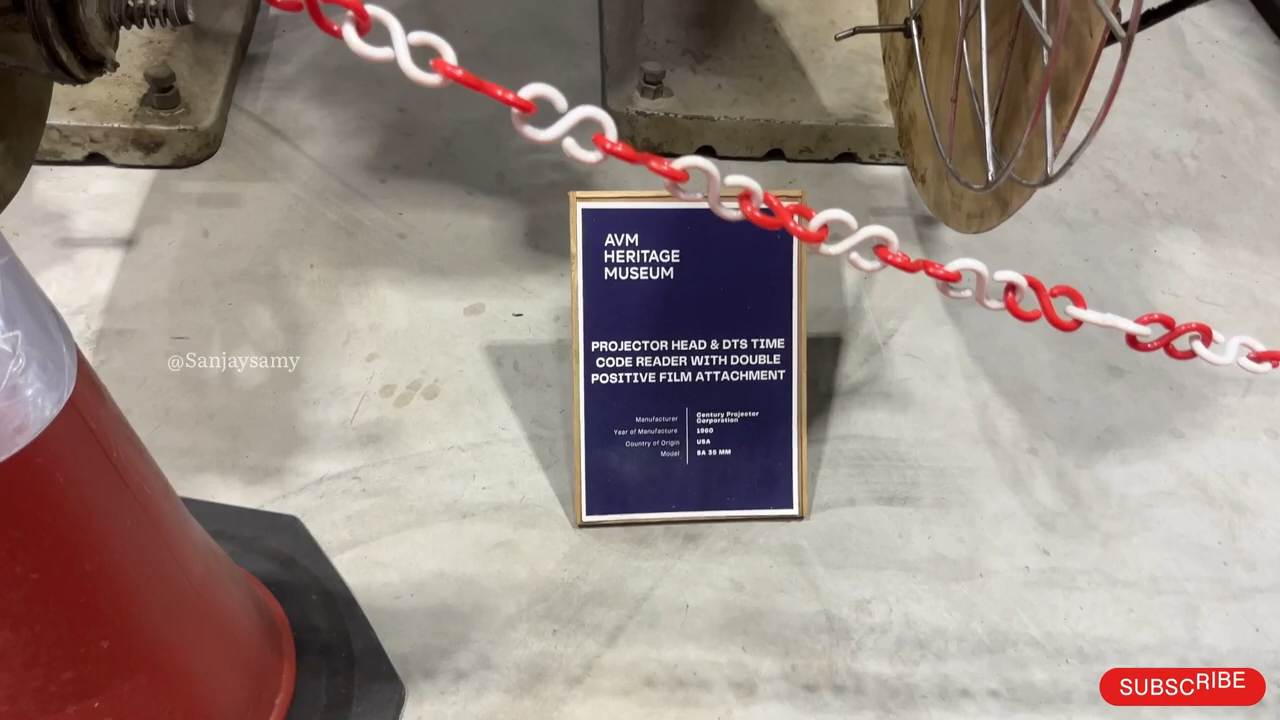 AVM
HERITAGE
MUSEUM
PROJECTOR HEAD & DTS TIME
CODE READER WITH DOUBLE
POSITIVE FILM ATTACHMENT
Manufacturer Century Projector
Corporation
Year of Manufacture 1960
Country of Origin USA
Model SA 35 MM
@Sanjaysamy
SUBSCRIBE